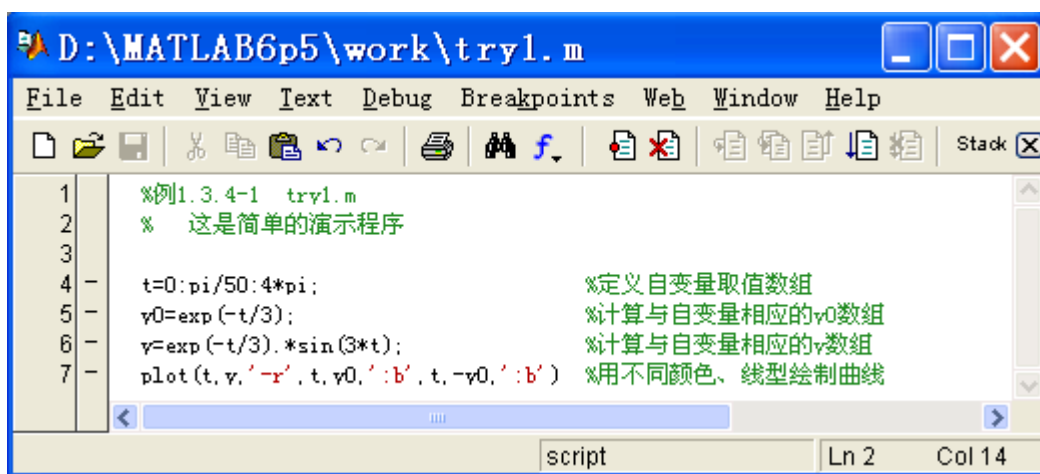 D:\MATLAB6p5\work\try1.m
File Edit View Text Debug Breakpoints Web Window Help
Stack
1 %例1.3.4-1 try1.m
2 % 这是简单的演示程序
3
4 - t=0:pi/50:4*pi; %定义自变量取值数组
5 - y0=exp(-t/3); %计算与自变量相应的y0数组
6 - y=exp(-t/3).*sin(3*t); %计算与自变量相应的y数组
7 - plot(t,y,'-r',t,y0,':b',t,-y0,':b') %用不同颜色、线型绘制曲线
script Ln 2 Col 14